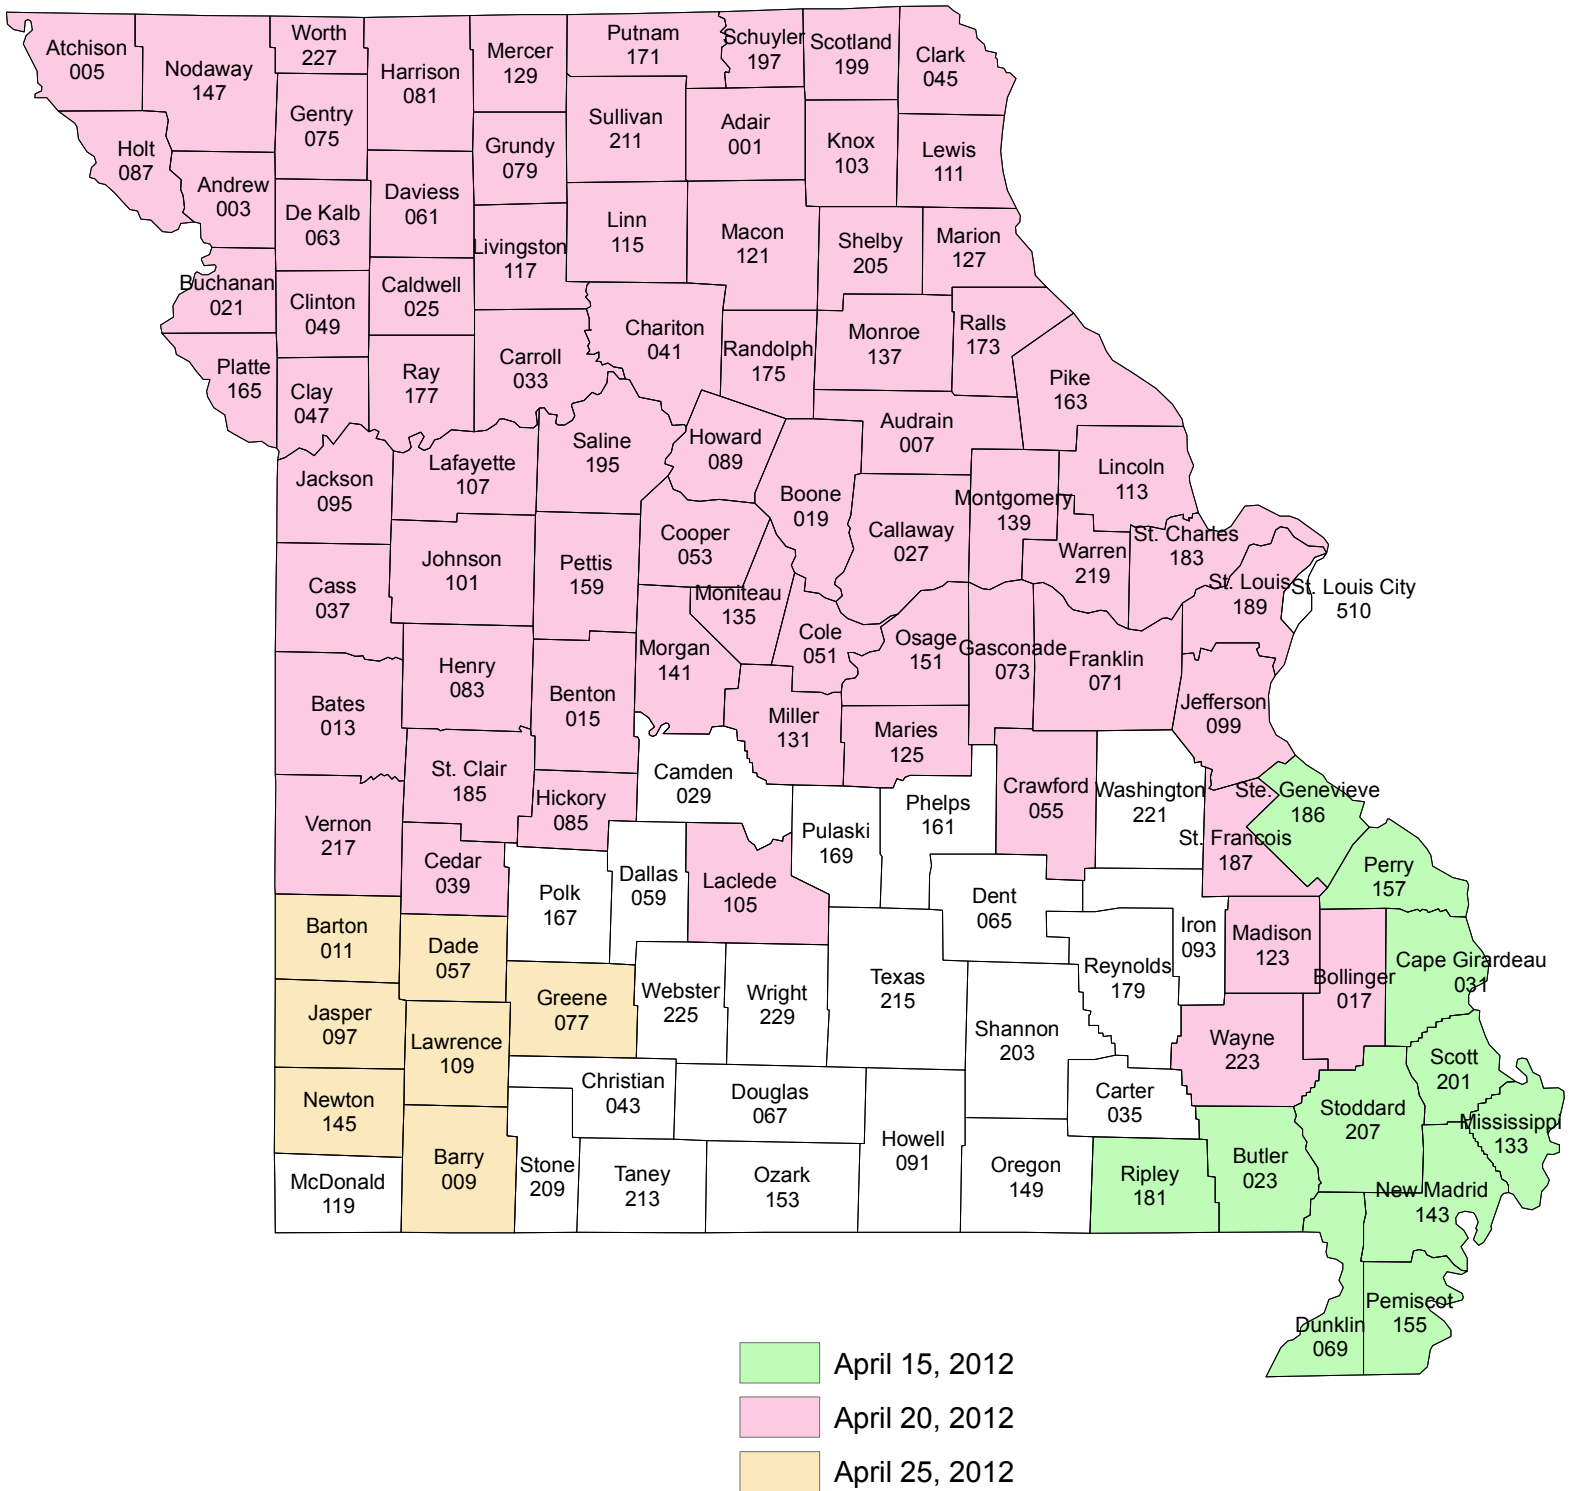 Atchison
005
Nodaway
147
Worth
227
Harrison
081
Mercer
129
Putnam
171
Schuyler
197
Scotland
199
Clark
045
Holt
087
Gentry
075
Andrew
003
De Kalb
063
Daviess
061
Grundy
079
Sullivan
211
Adair
001
Knox
103
Lewis
111
Livingston
117
Linn
115
Macon
121
Shelby
205
Marion
127
Buchanan
021
Clinton
049
Caldwell
025
Platte
165
Clay
047
Ray
177
Carroll
033
Chariton
041
Randolph
175
Monroe
137
Ralls
173
Pike
163
Jackson
095
Lafayette
107
Saline
195
Howard
089
Boone
019
Audrain
007
Callaway
027
Montgomery
139
Lincoln
113
Warren
219
St. Charles
183
St. Louis
189
St. Louis City
510
Cass
037
Johnson
101
Pettis
159
Cooper
053
Moniteau
135
Morgan
141
Cole
051
Osage
151
Gasconade
073
Franklin
071
Jefferson
099
Bates
013
Henry
083
Benton
015
Miller
131
Maries
125
Camden
029
St. Clair
185
Hickory
085
Vernon
217
Cedar
039
Polk
167
Dallas
059
Laclede
105
Pulaski
169
Phelps
161
Crawford
055
Washington
221
Ste. Genevieve
186
St. Francois
187
Perry
157
Dent
065
Iron
093
Madison
123
Bollinger
017
Cape Girardeau
031
Barton
011
Dade
057
Greene
077
Webster
225
Wright
229
Texas
215
Reynolds
179
Jasper
097
Lawrence
109
Shannon
203
Wayne
223
Scott
201
Newton
145
Christian
043
Douglas
067
Carter
035
Stoddard
207
Mississippi
133
McDonald
119
Barry
009
Stone
209
Taney
213
Ozark
153
Howell
091
Oregon
149
Ripley
181
Butler
023
New Madrid
143
Dunklin
069
Pemiscot
155
April 15, 2012
April 20, 2012
April 25, 2012